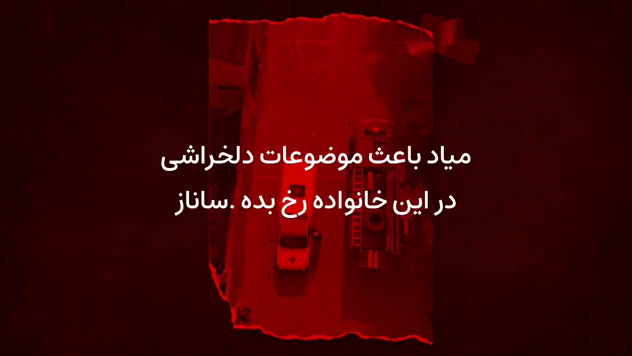 میاد باعث موضوعات دلخراشی
در این خانواده رخ بده .ساناز